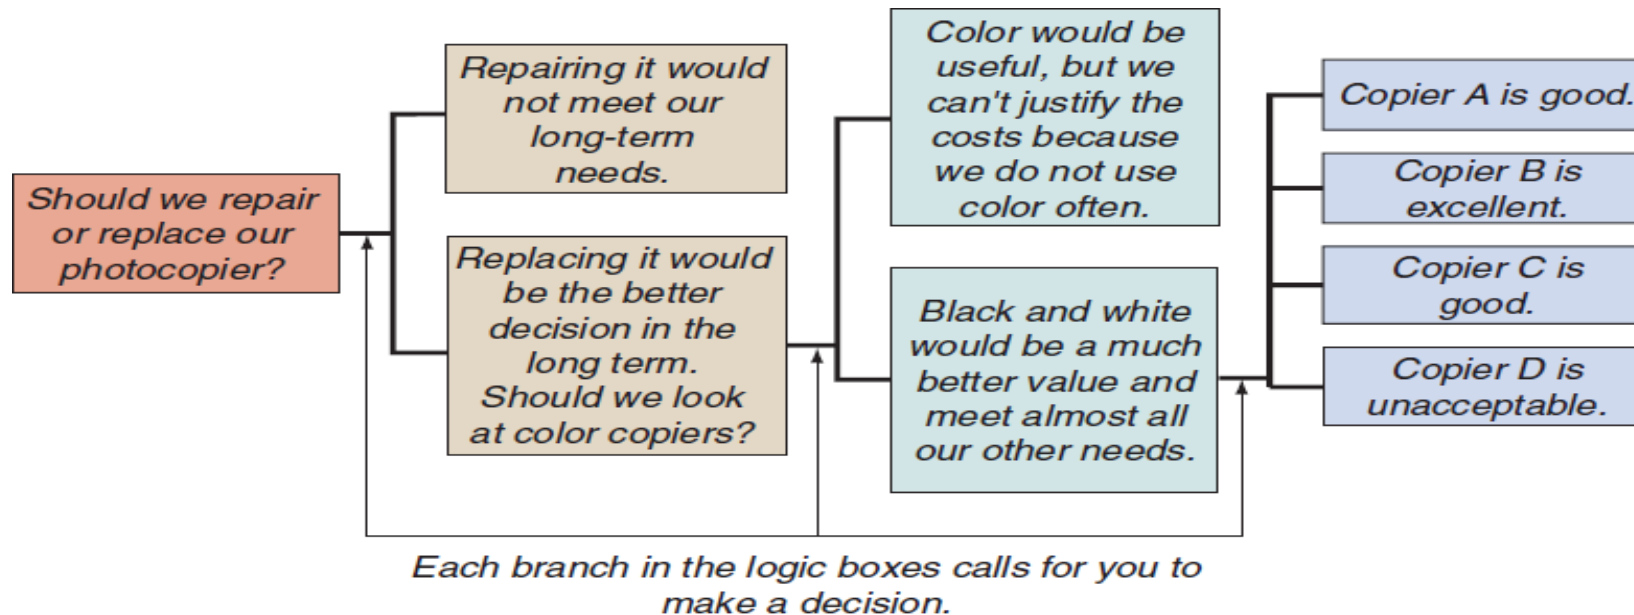 Should we repair
or replace our
photocopier?
Repairing it would
not meet our
long-term
needs.
Replacing it would
be the better
decision in the
long term.
Should we look
at color copiers?
Color would be
useful, but we
can't justify the
costs because
we do not use
color often.
Black and white
would be a much
better value and
meet almost all
our other needs.
Copier A is good.
Copier B is
excellent.
Copier C is
good.
Copier D is
unacceptable.
Each branch in the logic boxes calls for you to
make a decision.